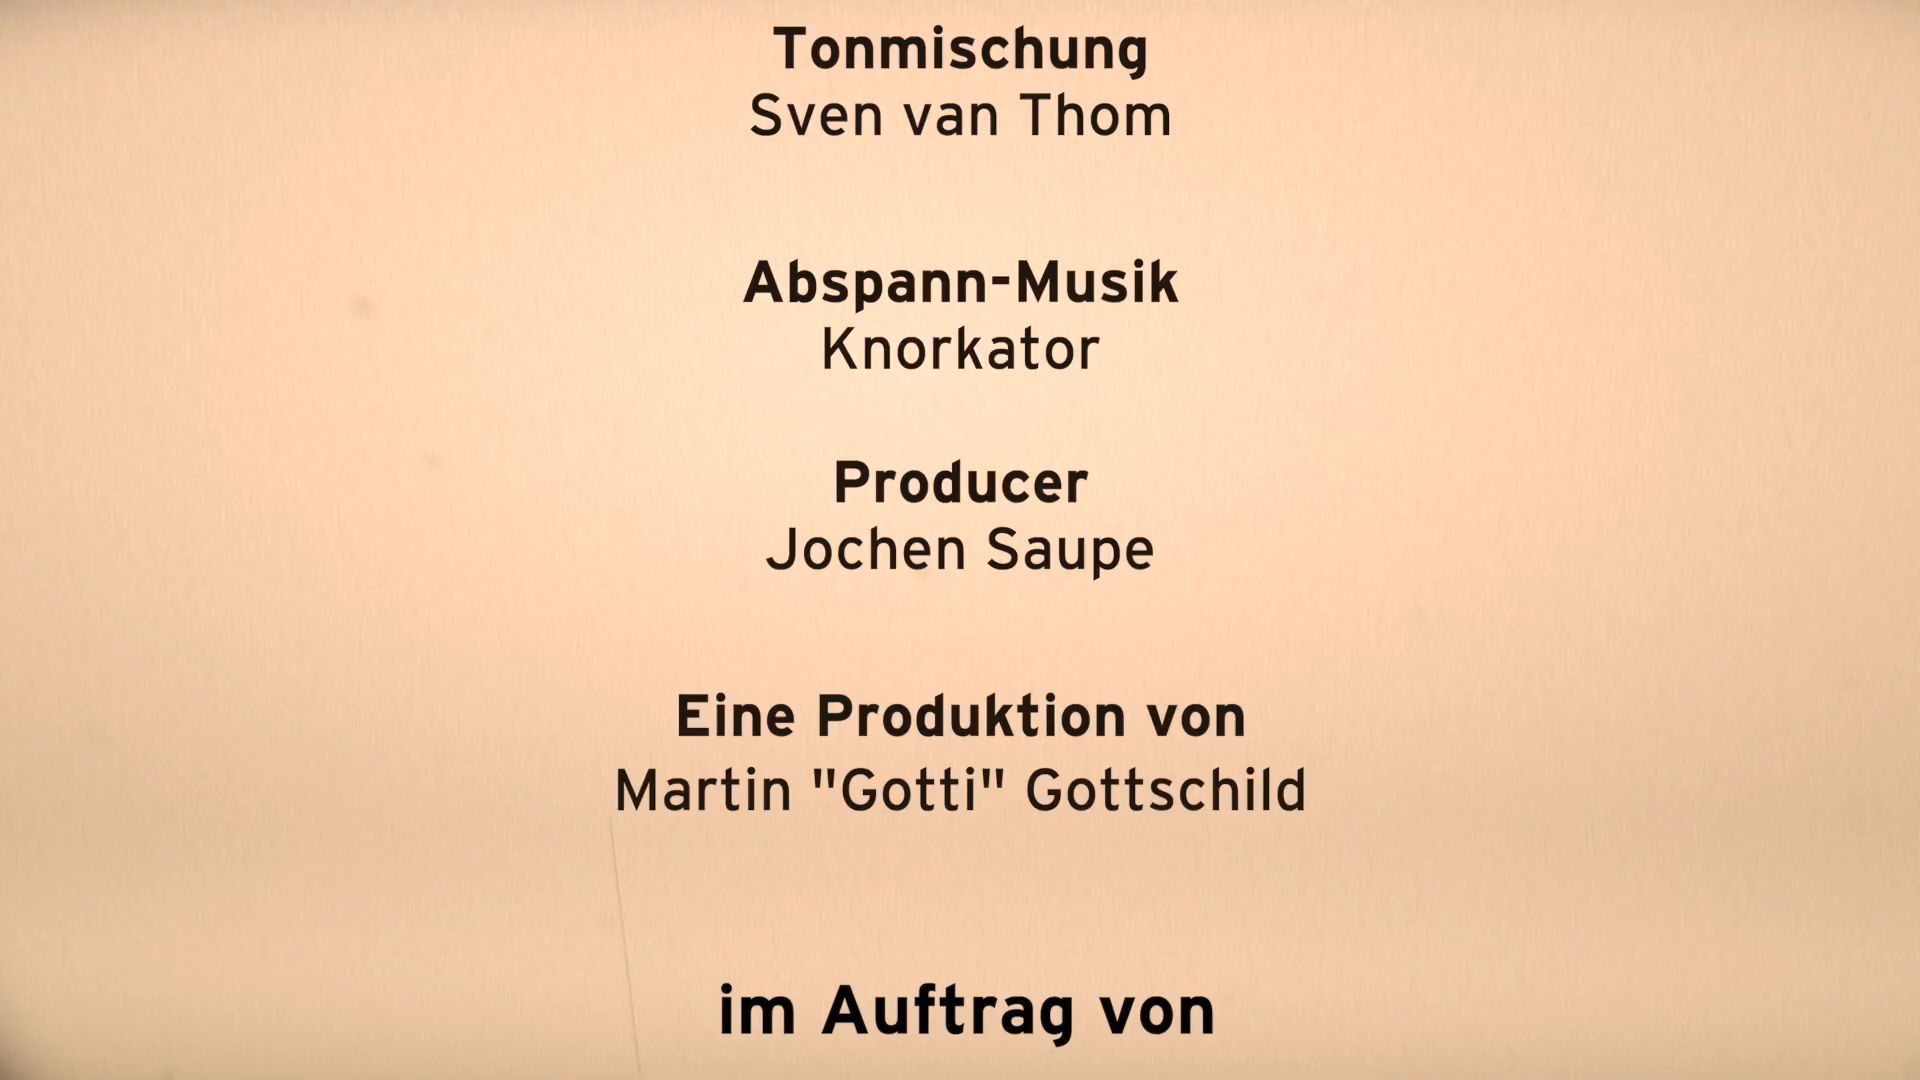 Tonmischung
Sven van Thom
Abspann-Musik
Knorkator
Producer
Jochen Saupe
Eine Produktion von
Martin "Gotti" Gottschild
im Auftrag von